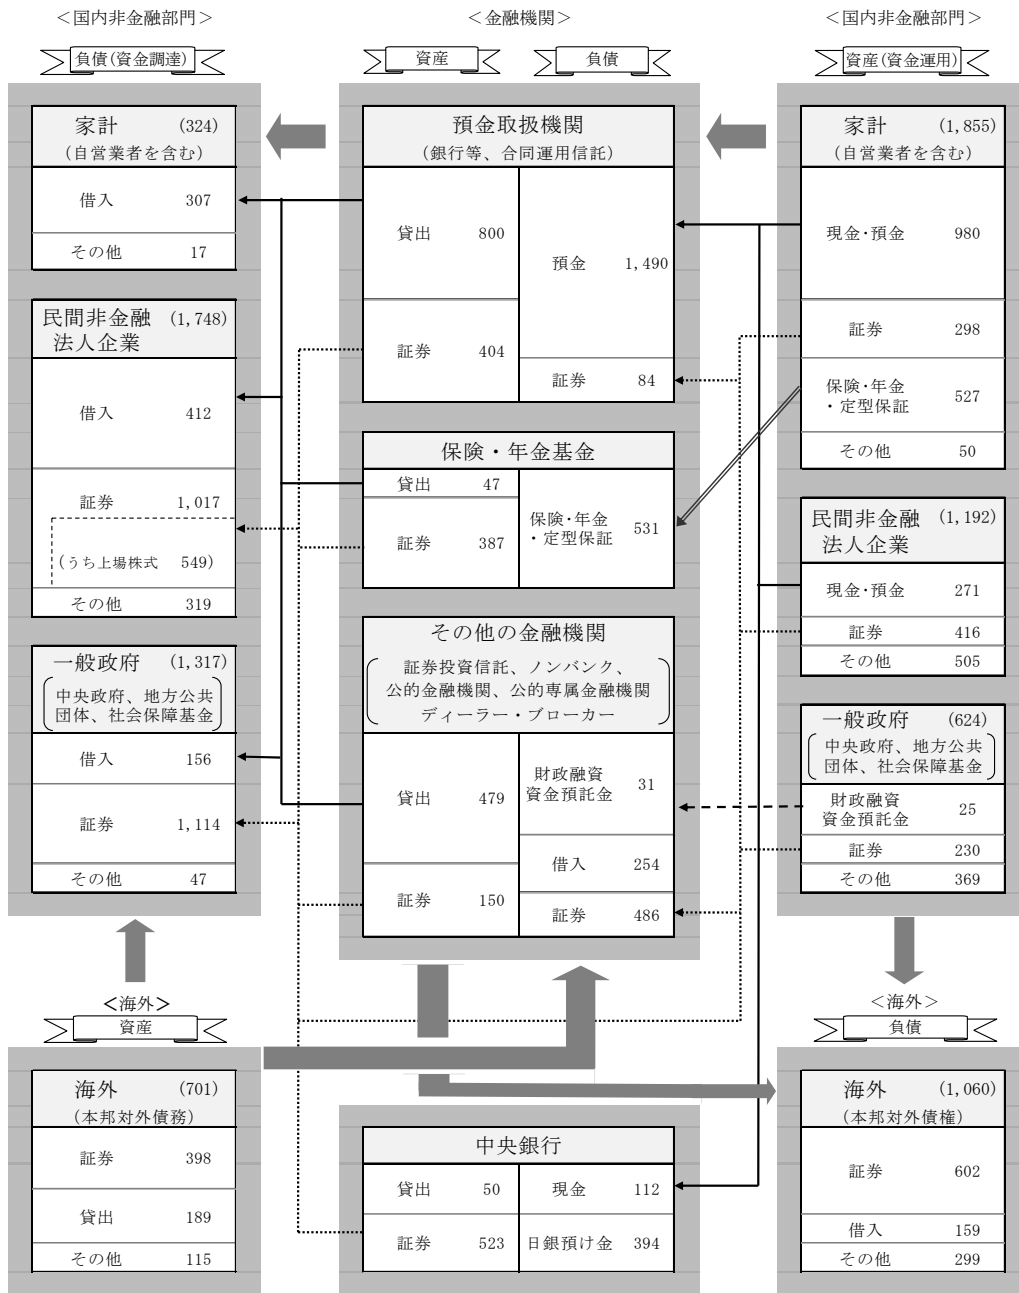 ＜国内非金融部門＞
負債(資金調達)
家計 (324)
(自営業者を含む)
借入 307
その他 17
民間非金融 (1,748)
法人企業
借入 412
証券 1,017
(うち上場株式 549)
その他 319
一般政府 (1,317)
中央政府、地方公共
団体、社会保障基金
借入 156
証券 1,114
その他 47
＜海外＞
資産
海外 (701)
(本邦対外債務)
証券 398
貸出 189
その他 115
＜金融機関＞
資産 負債
預金取扱機関
(銀行等、合同運用信託)
貸出 800
証券 404
預金 1,490
証券 84
保険・年金基金
貸出 47
証券 387
保険・年金
・定型保証 531
その他の金融機関
証券投資信託、ノンバンク、
公的金融機関、公的専属金融機関
ディーラー・ブローカー
貸出 479
証券 150
財政融資
資金預託金 31
借入 254
証券 486
中央銀行
貸出 50
証券 523
現金 112
日銀預け金 394
＜国内非金融部門＞
資産(資金運用)
家計 (1,855)
(自営業者を含む)
現金・預金 980
証券 298
保険・年金
・定型保証 527
その他 50
民間非金融 (1,192)
法人企業
現金・預金 271
証券 416
その他 505
一般政府 (624)
中央政府、地方公共
団体、社会保障基金
財政融資
資金預託金 25
証券 230
その他 369
＜海外＞
負債
海外 (1,060)
(本邦対外債権)
証券 602
借入 159
その他 299